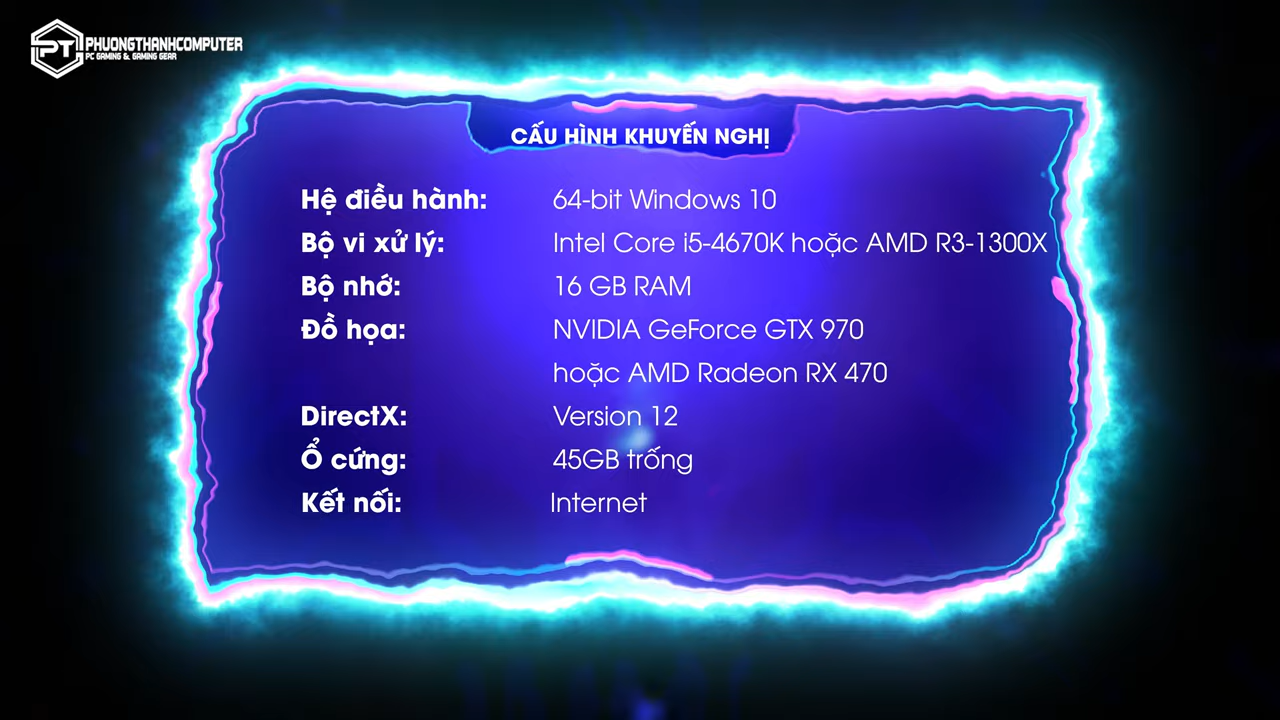 PT
PHUONGTHANHCOMPUTER
PC GAMING & GAMING GEAR
CẤU HÌNH KHUYẾN NGHỊ
Hệ điều hành: 64-bit Windows 10
Bộ vi xử lý: Intel Core i5-4670K hoặc AMD R3-1300X
Bộ nhớ: 16 GB RAM
Đồ họa: NVIDIA GeForce GTX 970
hoặc AMD Radeon RX 470
DirectX: Version 12
Ổ cứng: 45GB trống
Kết nối: Internet